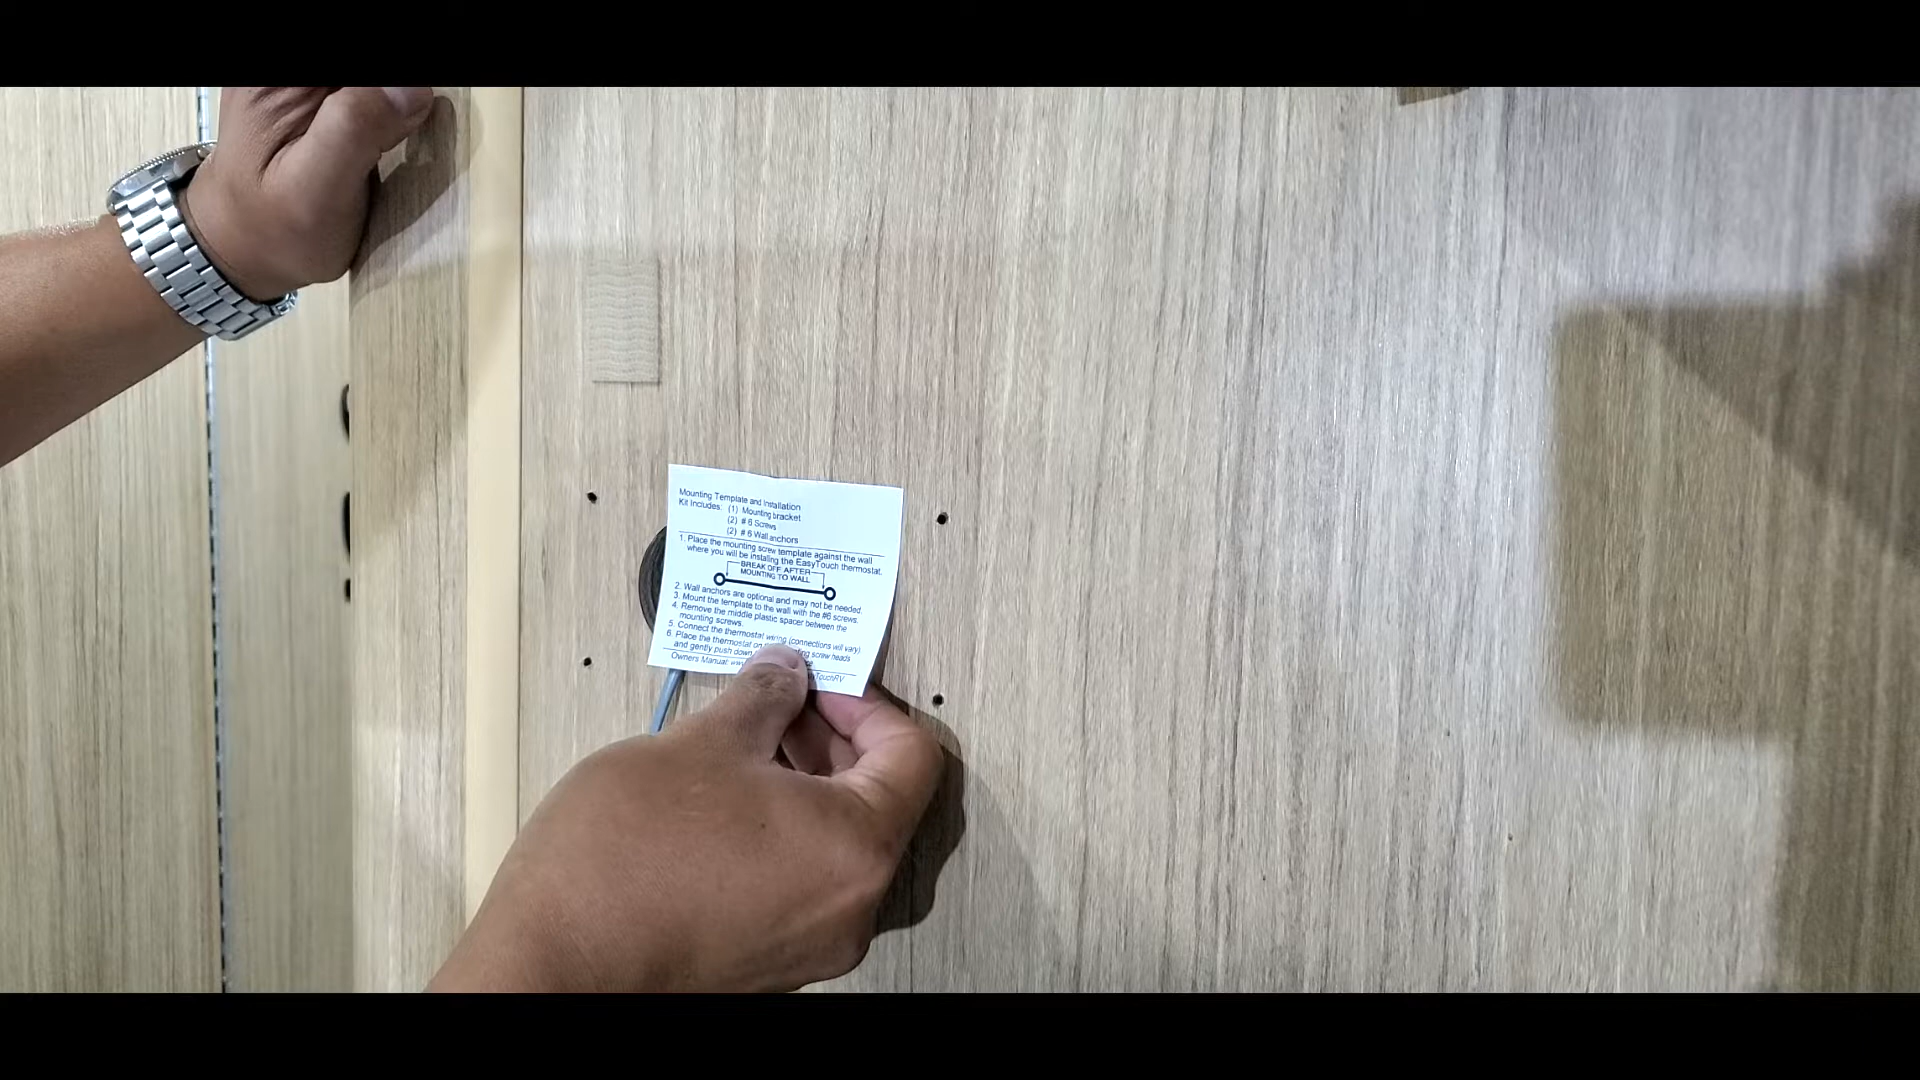 Mounting Template and Installation
Kit Includes: (1) Mounting bracket
(2) # 6 Screws
(2) # 6 Wall anchors
1. Place the mounting screw template against the wall
where you will be installing the EasyTouch thermostat.
BREAK OFF AFTER
MOUNTING TO WALL
2. Wall anchors are optional and may not be needed.
3. Mount the template to the wall with the #6 screws.
4. Remove the middle plastic spacer between the
mounting screws.
5. Connect the thermostat wiring (connections will vary)
6. Place the thermostat on screw heads
and gently push down
Owners Manual: www